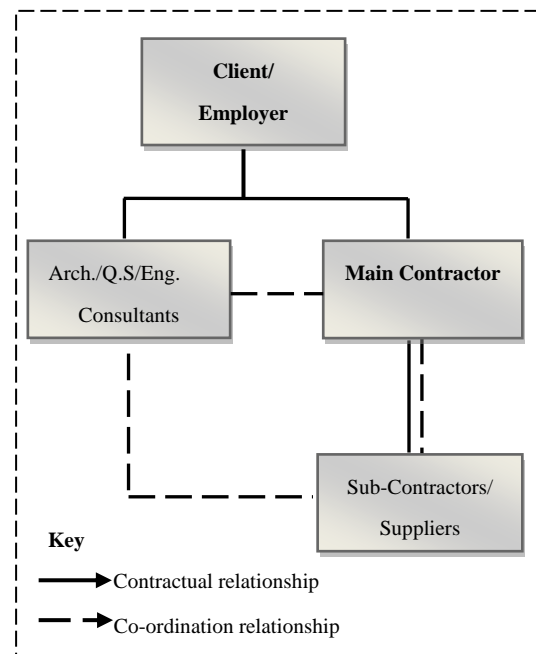 Client/
Employer
Arch./Q.S/Eng.
Consultants
Main Contractor
Sub-Contractors/
Suppliers
Key
Contractual relationship
Co-ordination relationship